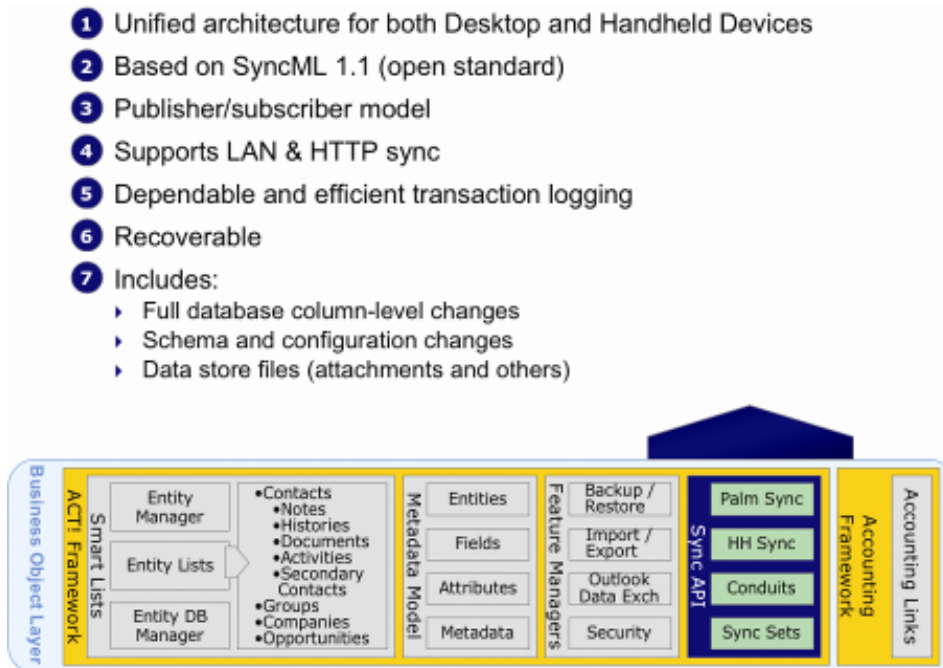 1 Unified architecture for both Desktop and Handheld Devices
2 Based on SyncML 1.1 (open standard)
3 Publisher/subscriber model
4 Supports LAN & HTTP sync
5 Dependable and efficient transaction logging
6 Recoverable
7 Includes:
Full database column-level changes
Schema and configuration changes
Data store files (attachments and others)
Business Object Layer
ACT! Framework
Smart Lists
Entity
Manager
Entity Lists
Entity DB
Manager
•Contacts
•Notes
•Histories
•Documents
•Activities
•Secondary
Contacts
•Groups
•Companies
•Opportunities
Metadata Model
Entities
Fields
Attributes
Metadata
Feature Managers
Backup /
Restore
Import /
Export
Outlook
Data Exch
Security
Sync API
Palm Sync
HH Sync
Conduits
Sync Sets
Accounting
Framework
Accounting Links